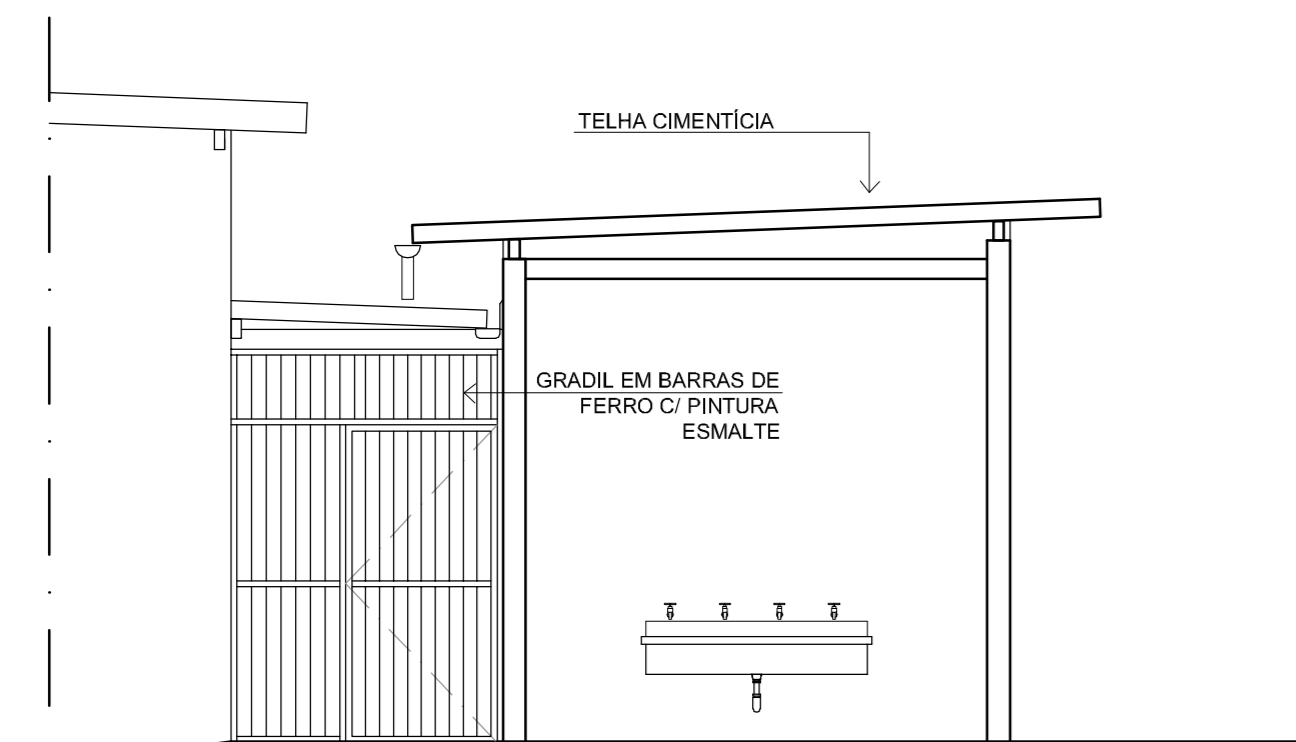 TELHA CIMENTÍCIA
GRADIL EM BARRAS DE
FERRO C/ PINTURA
ESMALTE